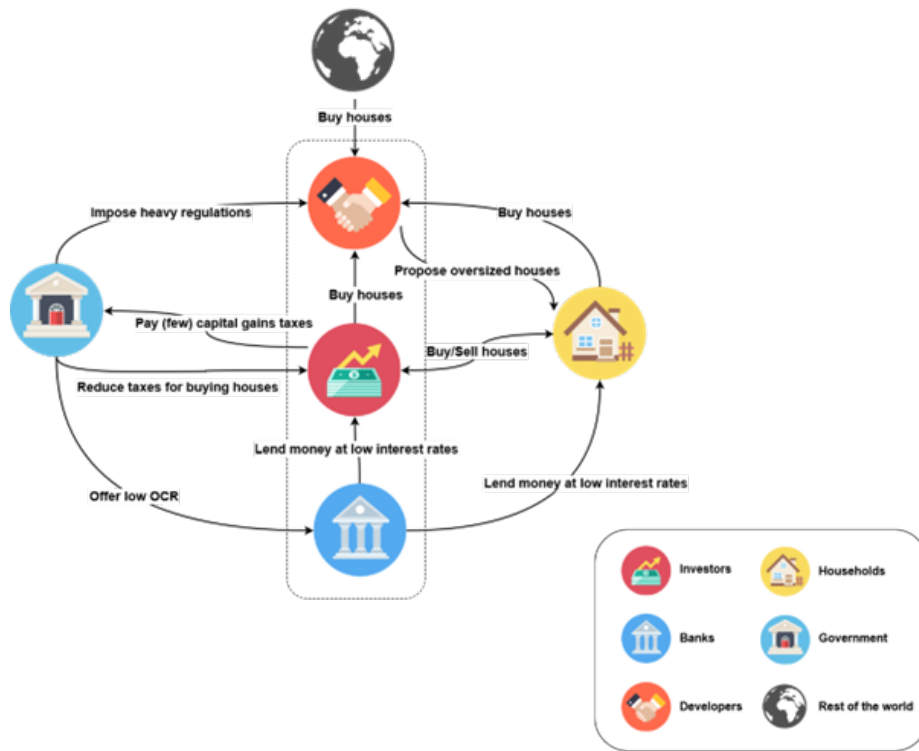 Buy houses
Impose heavy regulations
Buy houses
Propose oversized houses
Buy houses
Pay (few) capital gains taxes
Buy/Sell houses
Reduce taxes for buying houses
Lend money at low interest rates
Lend money at low interest rates
Offer low OCR
Investors
Households
Banks
Government
Developers
Rest of the world